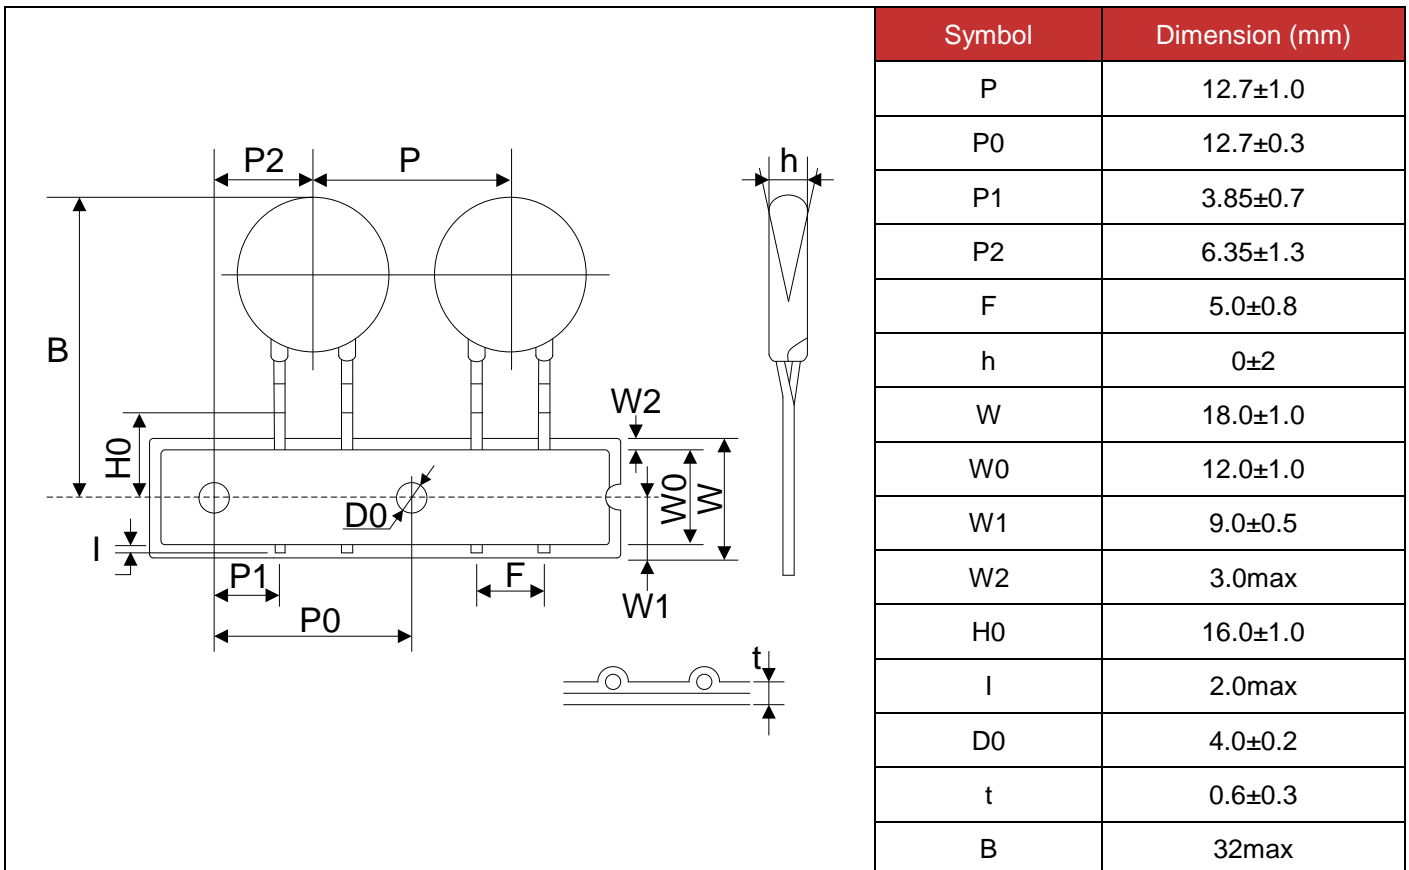 P2 P h
B
H0
W2
W0 W
D0
I
P1 F
W1
P0
t
Symbol Dimension (mm)
P 12.7±1.0
P0 12.7±0.3
P1 3.85±0.7
P2 6.35±1.3
F 5.0±0.8
h 0±2
W 18.0±1.0
W0 12.0±1.0
W1 9.0±0.5
W2 3.0max
H0 16.0±1.0
I 2.0max
D0 4.0±0.2
t 0.6±0.3
B 32max